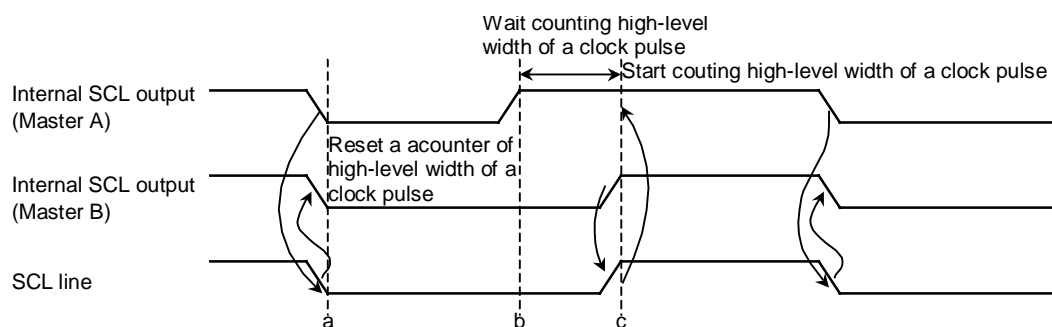 Wait counting high-level
width of a clock pulse
Start couting high-level width of a clock pulse
Internal SCL output
(Master A)
Reset a acounter of
high-level width of a
clock pulse
Internal SCL output
(Master B)
SCL line
a
b
c